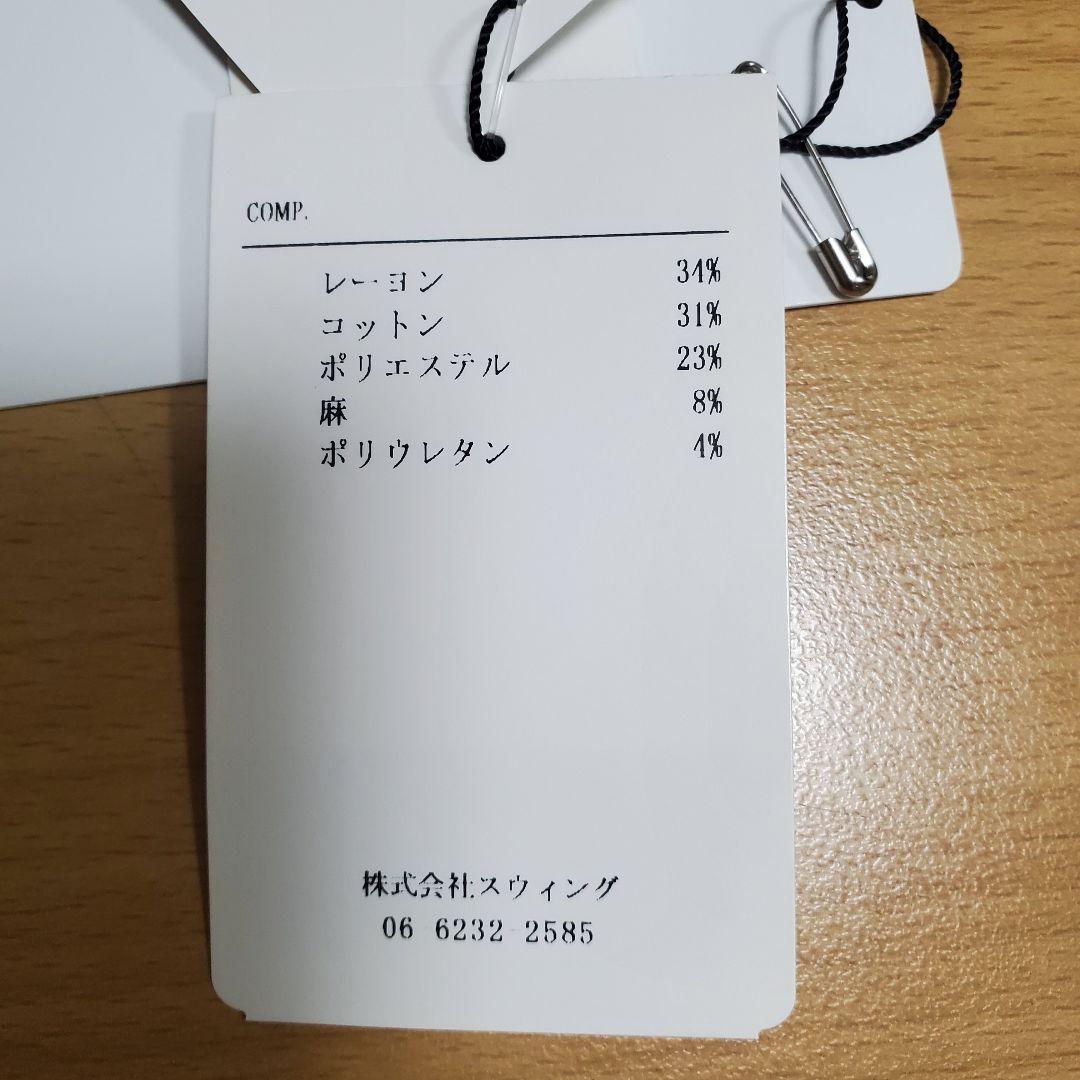 COMP.
レーヨン 34%
コットン 31%
ポリエステル 23%
麻 8%
ポリウレタン 4%
株式会社スウィング
06 6232 2585